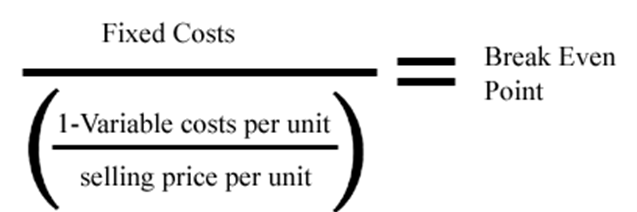 Fixed Costs
Break Even
Point
1-Variable costs per unit
selling price per unit